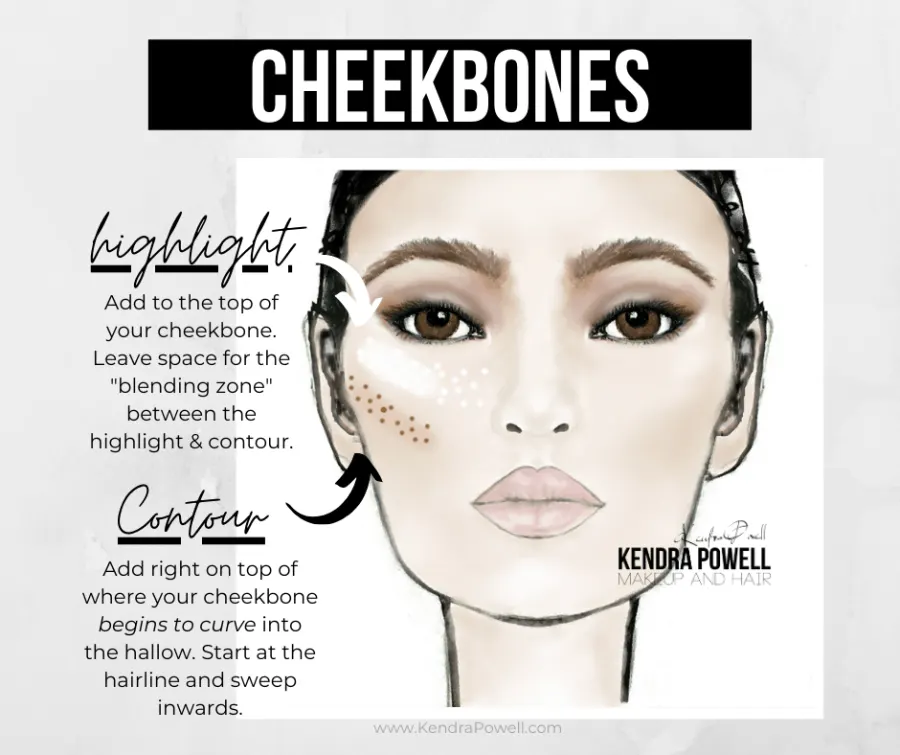 CHEEKBONES
highlight
Add to the top of
your cheekbone.
Leave space for the
"blending zone"
between the
highlight & contour.
Contour
Add right on top of
where your cheekbone
begins to curve into
the hallow. Start at the
hairline and sweep
inwards.
Kendra Powell
KENDRA POWELL
MAKEUP AND HAIR
www.KendraPowell.com